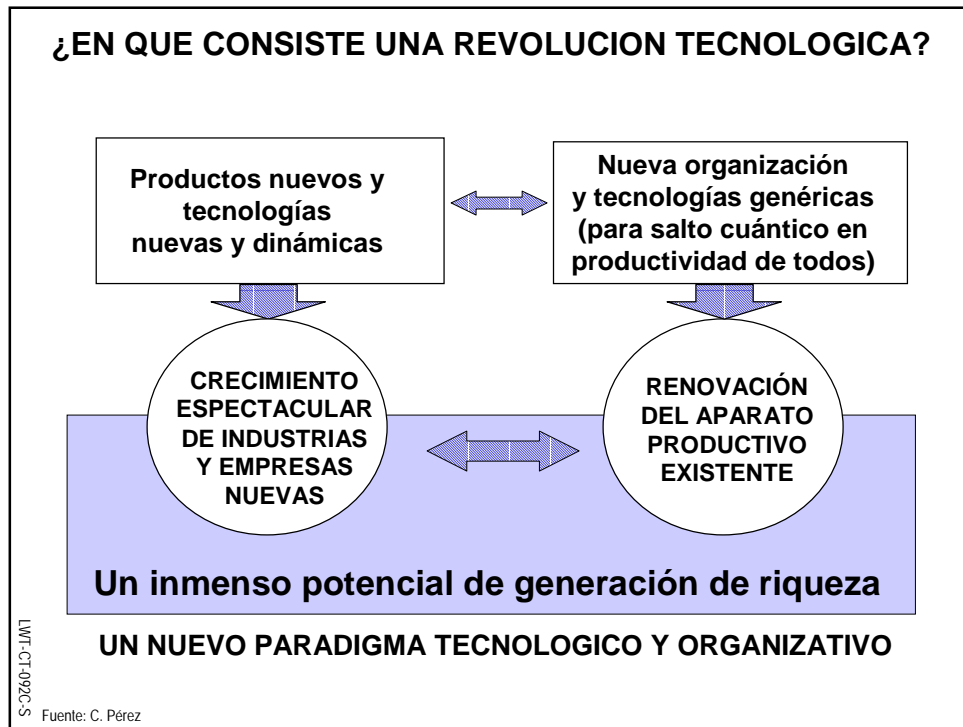 ¿EN QUE CONSISTE UNA REVOLUCION TECNOLOGICA?
Productos nuevos y
tecnologías
nuevas y dinámicas
Nueva organización
y tecnologías genéricas
(para salto cuántico en
productividad de todos)
CRECIMIENTO
ESPECTACULAR
DE INDUSTRIAS
Y EMPRESAS
NUEVAS
RENOVACIÓN
DEL APARATO
PRODUCTIVO
EXISTENTE
Un inmenso potencial de generación de riqueza
UN NUEVO PARADIGMA TECNOLOGICO Y ORGANIZATIVO
LWT-CT-092C-S
Fuente: C. Pérez